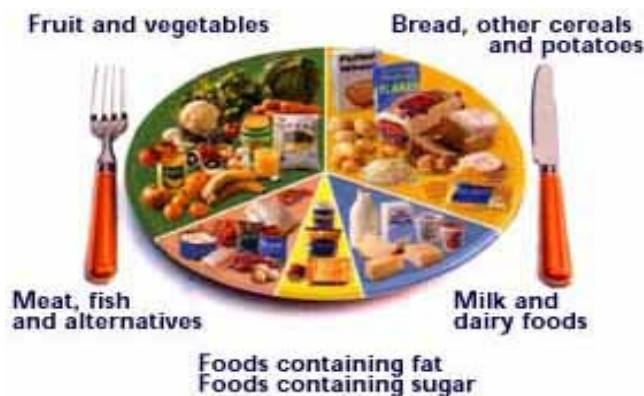 Fruit and vegetables
Bread, other cereals
and potatoes
Meat, fish
and alternatives
Milk and
dairy foods
Foods containing fat
Foods containing sugar